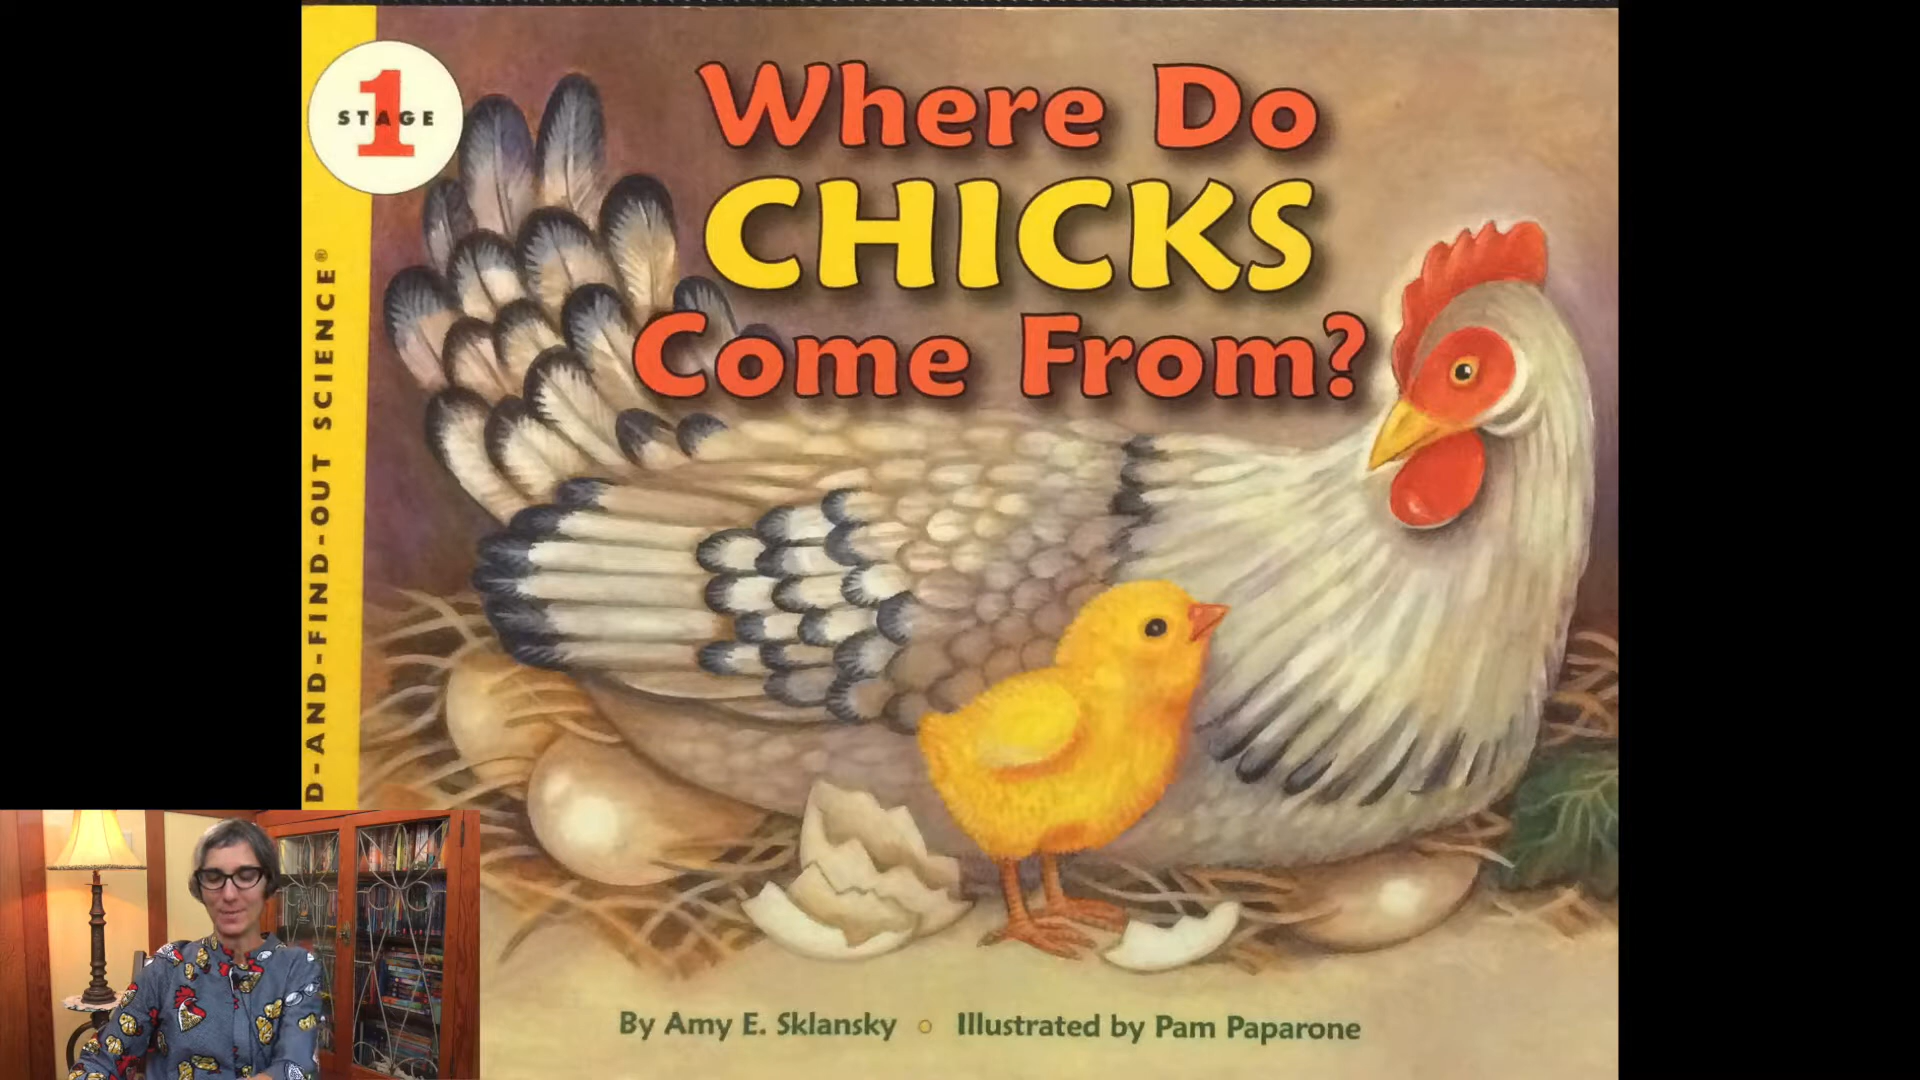 STAGE 1
Where Do
CHICKS
Come From?
D-AND-FIND-OUT SCIENCE®
By Amy E. Sklansky
Illustrated by Pam Paparone